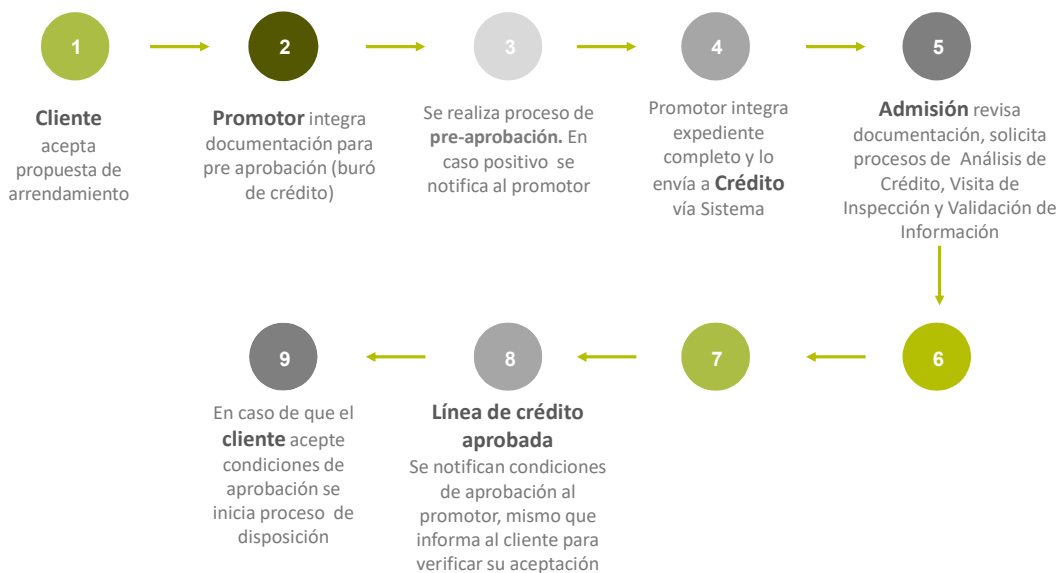 1
Cliente
acepta
propuesta de
arrendamiento
2
Promotor integra
documentación para
pre aprobación (buró
de crédito)
3
Se realiza proceso de
pre-aprobación. En
caso positivo se
notifica al promotor
4
Promotor integra
expediente
completo y lo
envía a Crédito
vía Sistema
5
Admisión revisa
documentación, solicita
procesos de Análisis de
Crédito, Visita de
Inspección y Validación de
Información
6
7
8
Línea de crédito
aprobada
Se notifican condiciones
de aprobación al
promotor, mismo que
informa al cliente para
verificar su aceptación
9
En caso de que el
cliente acepte
condiciones de
aprobación se
inicia proceso de
disposición